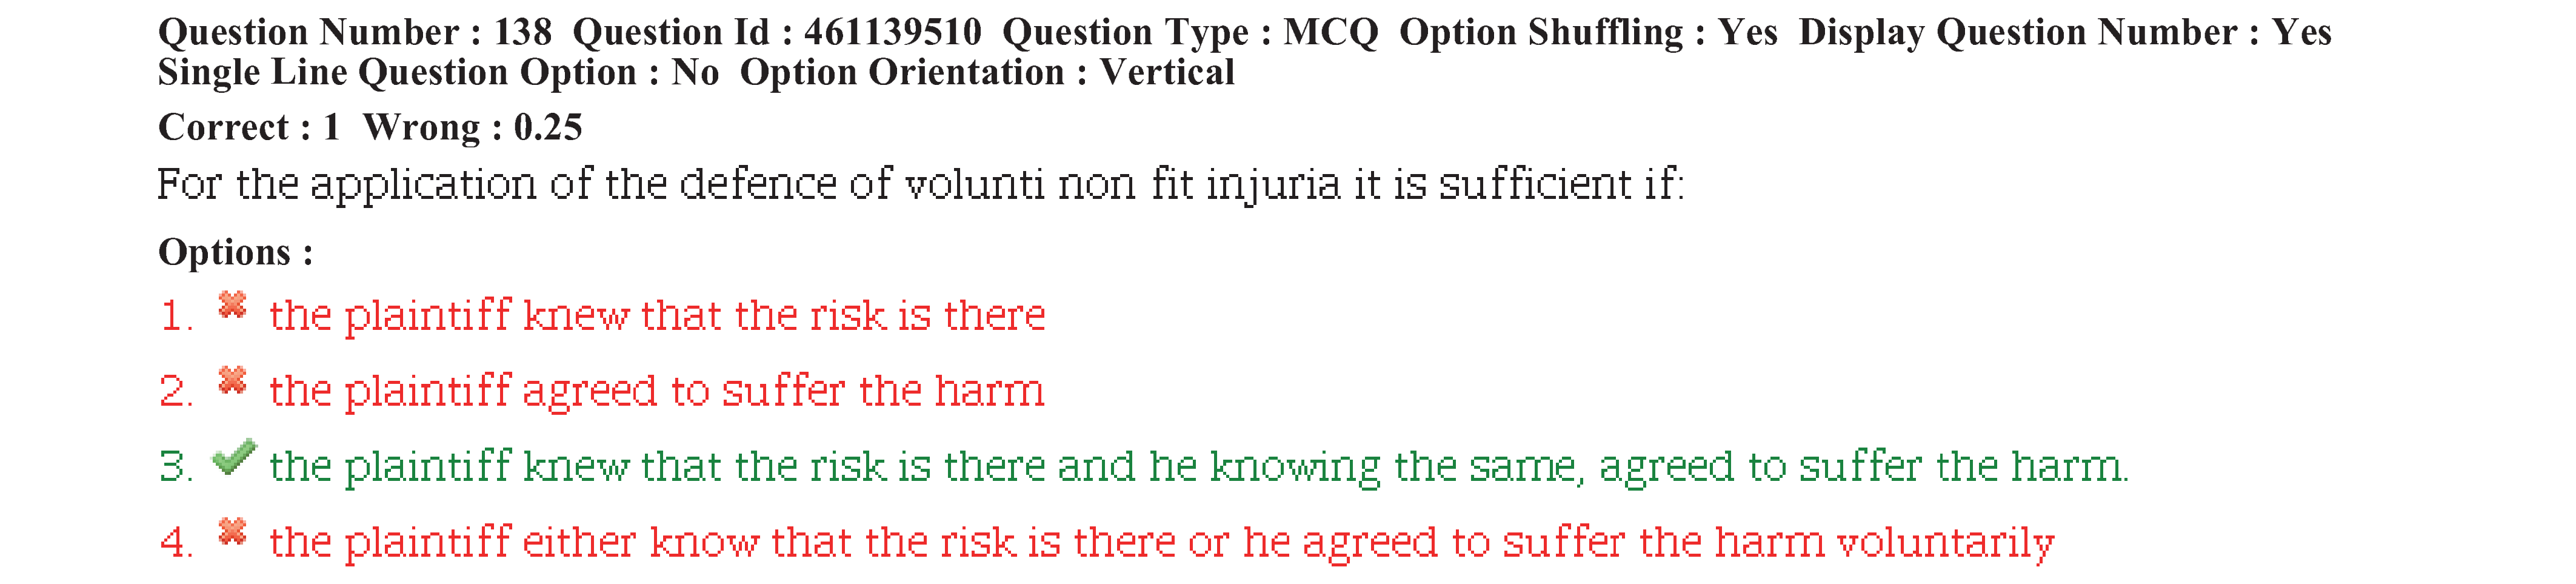 Question Number : 138 Question Id : 461139510 Question Type : MCQ Option Shuffling : Yes Display Question Number : Yes
Single Line Question Option : No Option Orientation : Vertical
Correct : 1 Wrong : 0.25
For the application of the defence of volunti non fit injuria it is sufficient if:
Options :
1. the plaintiff knew that the risk is there
2. the plaintiff agreed to suffer the harm
3. the plaintiff knew that the risk is there and he knowing the same, agreed to suffer the harm.
4. the plaintiff either know that the risk is there or he agreed to suffer the harm voluntarily